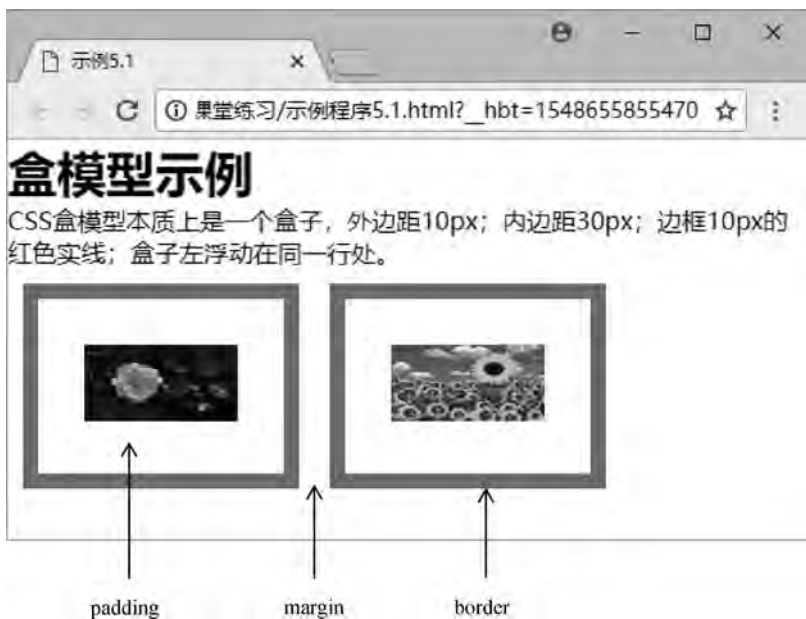 示例5.1
果堂练习/示例程序5.1.html?__hbt=1548655855470
盒模型示例
CSS盒模型本质上是一个盒子，外边距10px；内边距30px；边框10px的
红色实线；盒子左浮动在同一行处。
padding
margin
border